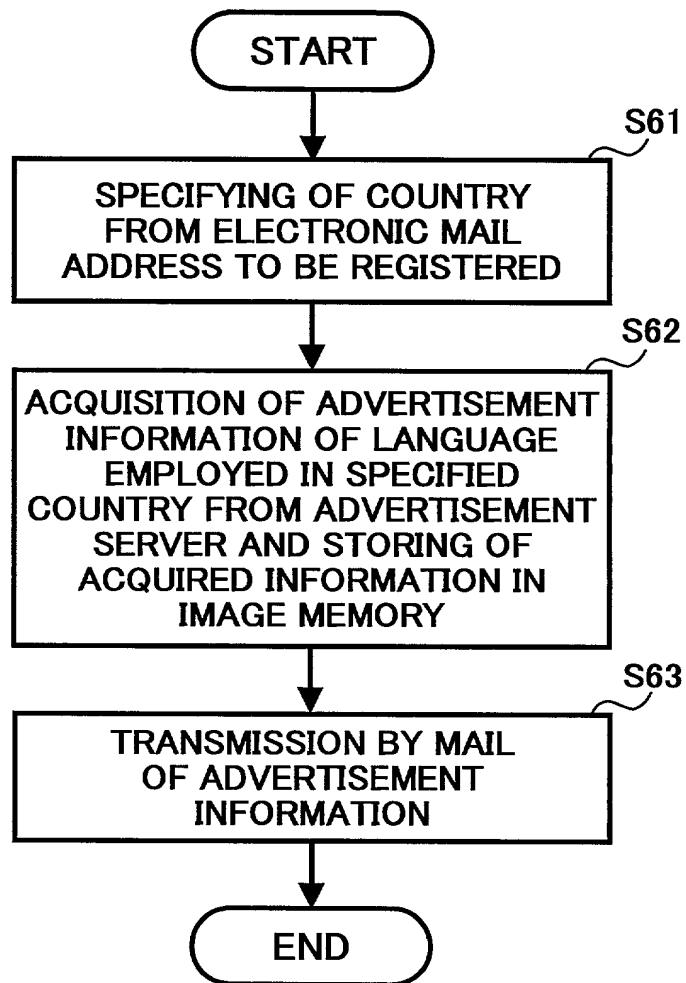 START
S61
SPECIFYING OF COUNTRY
FROM ELECTRONIC MAIL
ADDRESS TO BE REGISTERED
S62
ACQUISITION OF ADVERTISEMENT
INFORMATION OF LANGUAGE
EMPLOYED IN SPECIFIED
COUNTRY FROM ADVERTISEMENT
SERVER AND STORING OF
ACQUIRED INFORMATION IN
IMAGE MEMORY
S63
TRANSMISSION BY MAIL
OF ADVERTISEMENT
INFORMATION
END